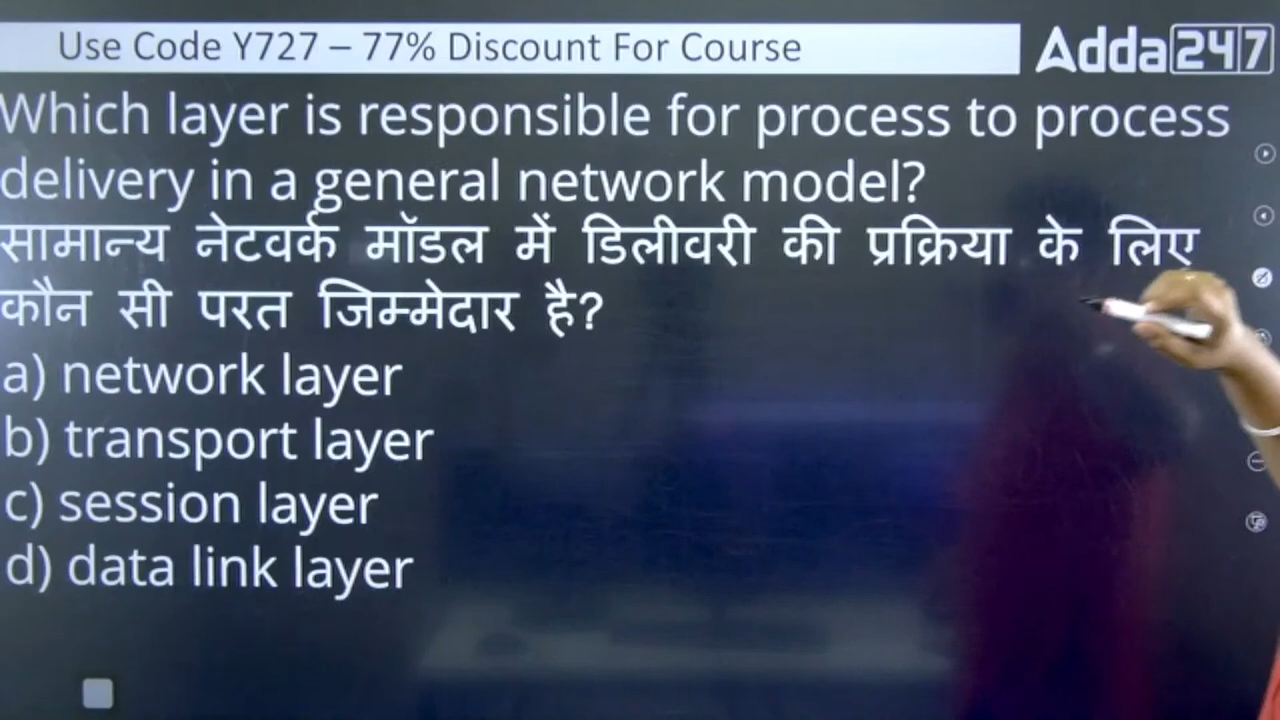 Use Code Y727 – 77% Discount For Course
Adda247
Which layer is responsible for process to process
delivery in a general network model?
सामान्य नेटवर्क मॉडल में डिलीवरी की प्रक्रिया के लिए
कौन सी परत जिम्मेदार है?
a) network layer
b) transport layer
c) session layer
d) data link layer